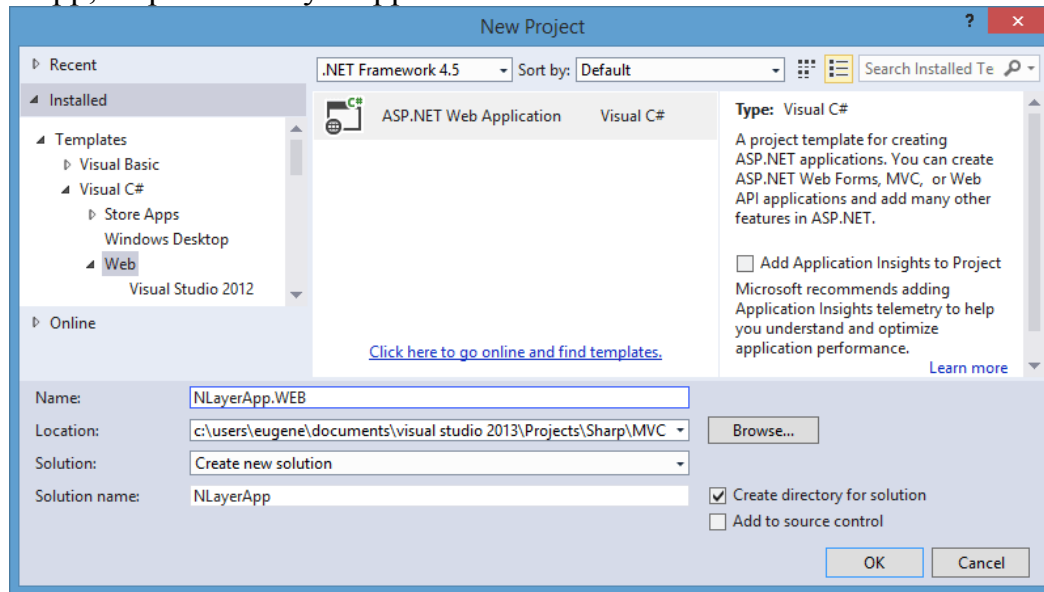 New Project
? ×
Recent
.NET Framework 4.5 Sort by: Default Search Installed Te
Installed
ASP.NET Web Application Visual C#
Type: Visual C#
Templates
Visual Basic
Visual C#
Store Apps
Windows Desktop
Web
Visual Studio 2012
Online
A project template for creating
ASP.NET applications. You can create
ASP.NET Web Forms, MVC, or Web
API applications and add many other
features in ASP.NET.
Add Application Insights to Project
Microsoft recommends adding
Application Insights telemetry to help
you understand and optimize
application performance.
Learn more
Click here to go online and find templates.
Name: NLayerApp.WEB
Location: c:\users\eugene\documents\visual studio 2013\Projects\Sharp\MVC Browse...
Solution: Create new solution
Solution name: NLayerApp
Create directory for solution
Add to source control
OK Cancel